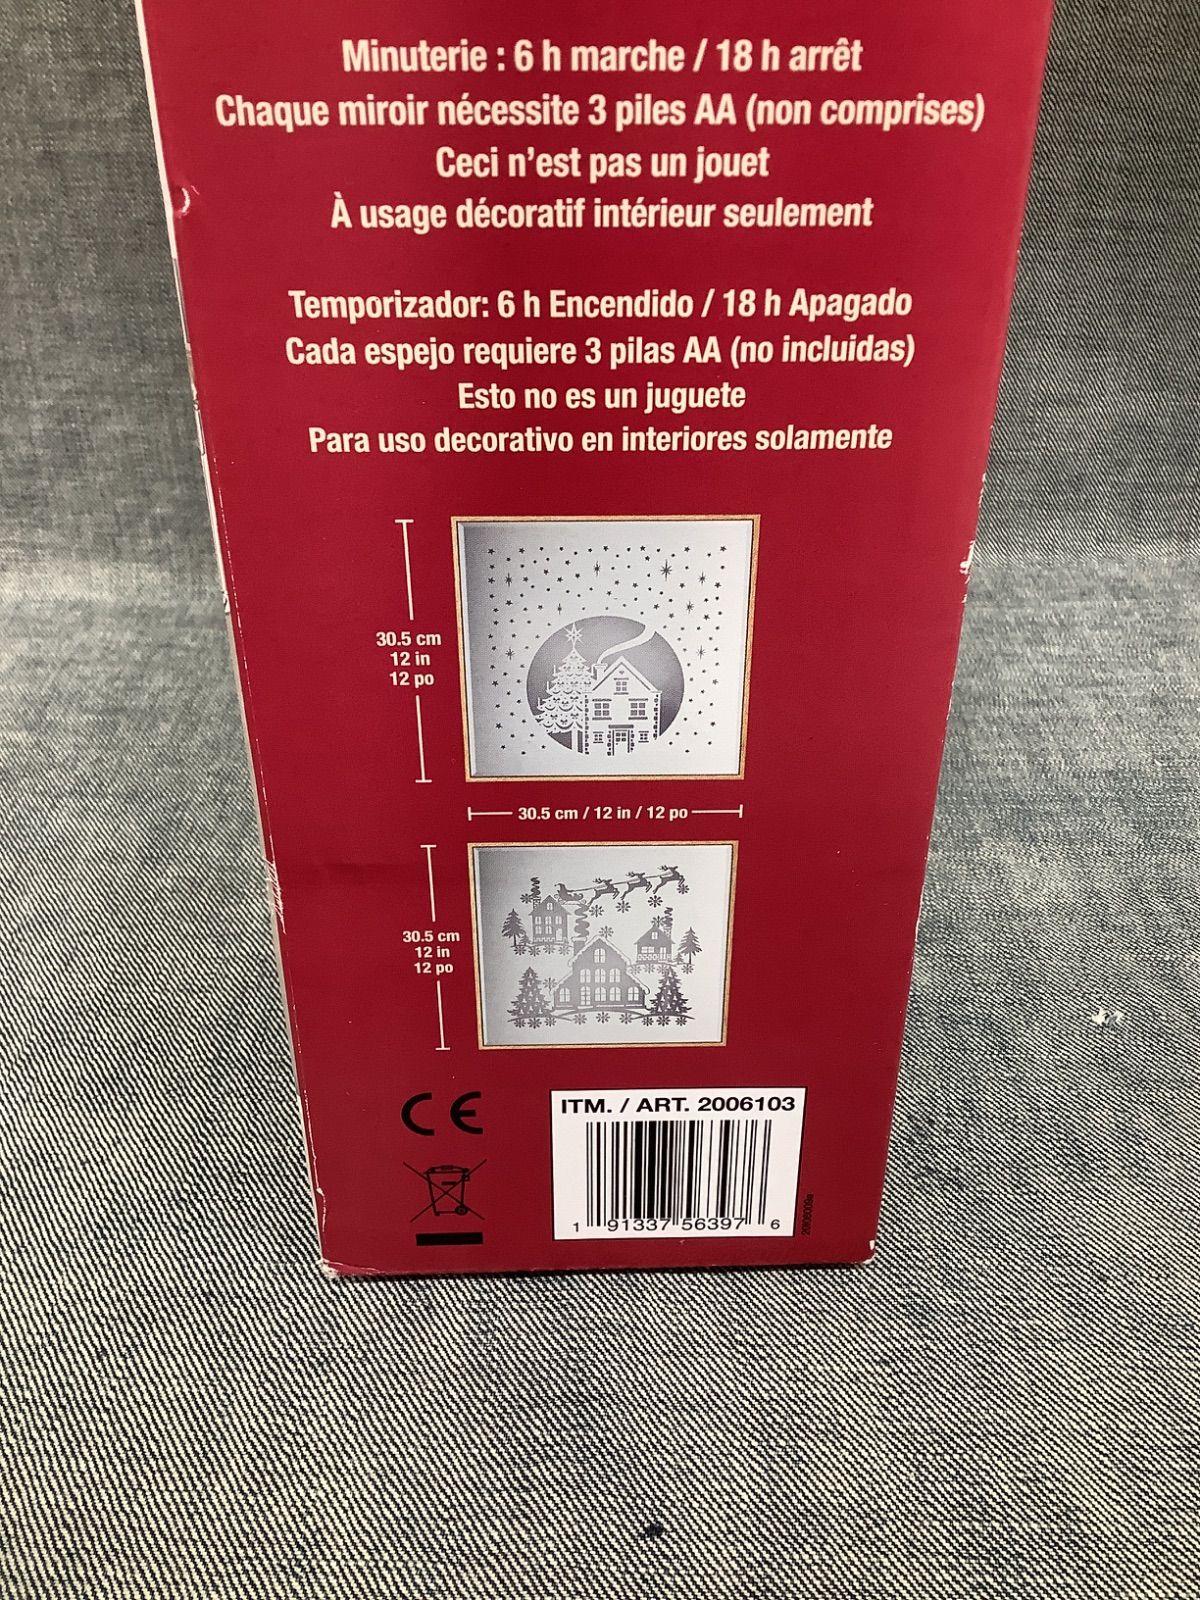 Minuterie : 6 h marche / 18 h arrêt
Chaque miroir nécessite 3 piles AA (non comprises)
Ceci n'est pas un jouet
À usage décoratif intérieur seulement
Temporizador: 6 h Encendido / 18 h Apagado
Cada espejo requiere 3 pilas AA (no incluidas)
Esto no es un juguete
Para uso decorativo en interiores solamente
30.5 cm
12 in
12 po
30.5 cm / 12 in / 12 po
30.5 cm
12 in
12 po
CE
ITM. / ART. 2006103
1 91337 56397 6